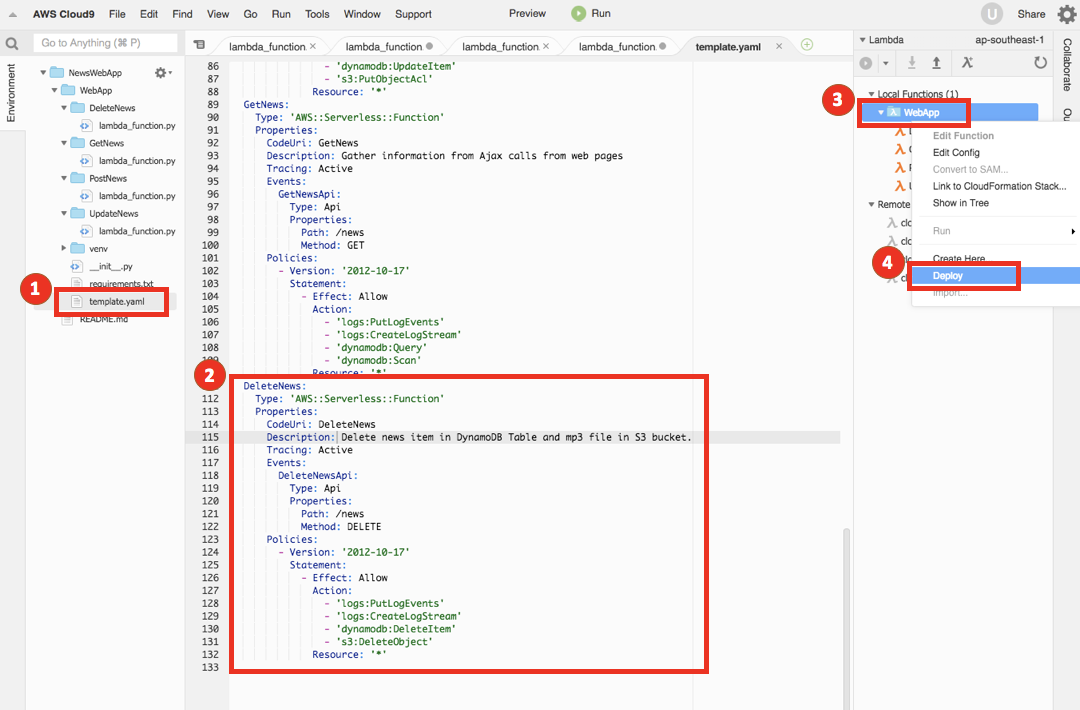 AWS Cloud9 File Edit Find View Go Run Tools Window Support Preview Run U Share
Go to Anything (⌘ P)
Environment
NewsWebApp
WebApp
DeleteNews
lambda_function.py
GetNews
lambda_function.py
PostNews
lambda_function.py
UpdateNews
lambda_function.py
venv
__init__.py
requirements.txt
template.yaml
README.md
1
lambda_function. × lambda_function ● lambda_function. × lambda_function. ● template.yaml ×
86 - 'dynamodb:UpdateItem'
87 - 's3:PutObjectAcl'
88 Resource: '*'
89 GetNews:
90 Type: 'AWS::Serverless::Function'
91 Properties:
92 CodeUri: GetNews
93 Description: Gather information from Ajax calls from web pages
94 Tracing: Active
95 Events:
96 GetNewsApi:
97 Type: Api
98 Properties:
99 Path: /news
100 Method: GET
101 Policies:
102 - Version: '2012-10-17'
103 Statement:
104 - Effect: Allow
105 Action:
106 - 'logs:PutLogEvents'
107 - 'logs:CreateLogStream'
108 - 'dynamodb:Query'
109 - 'dynamodb:Scan'
Resource: '*'
2
DeleteNews:
112 Type: 'AWS::Serverless::Function'
113 Properties:
114 CodeUri: DeleteNews
115 Description: Delete news item in DynamoDB Table and mp3 file in S3 bucket.
116 Tracing: Active
117 Events:
118 DeleteNewsApi:
119 Type: Api
120 Properties:
121 Path: /news
122 Method: DELETE
123 Policies:
124 - Version: '2012-10-17'
125 Statement:
126 - Effect: Allow
127 Action:
128 - 'logs:PutLogEvents'
129 - 'logs:CreateLogStream'
130 - 'dynamodb:DeleteItem'
131 - 's3:DeleteObject'
132 Resource: '*'
133
Lambda ap-southeast-1
Collaborate
Local Functions (1)
3
WebApp
Edit Function
Edit Config
Convert to SAM...
Link to CloudFormation Stack...
Show in Tree
Remote
Run
Create Here
4
Deploy
Import...